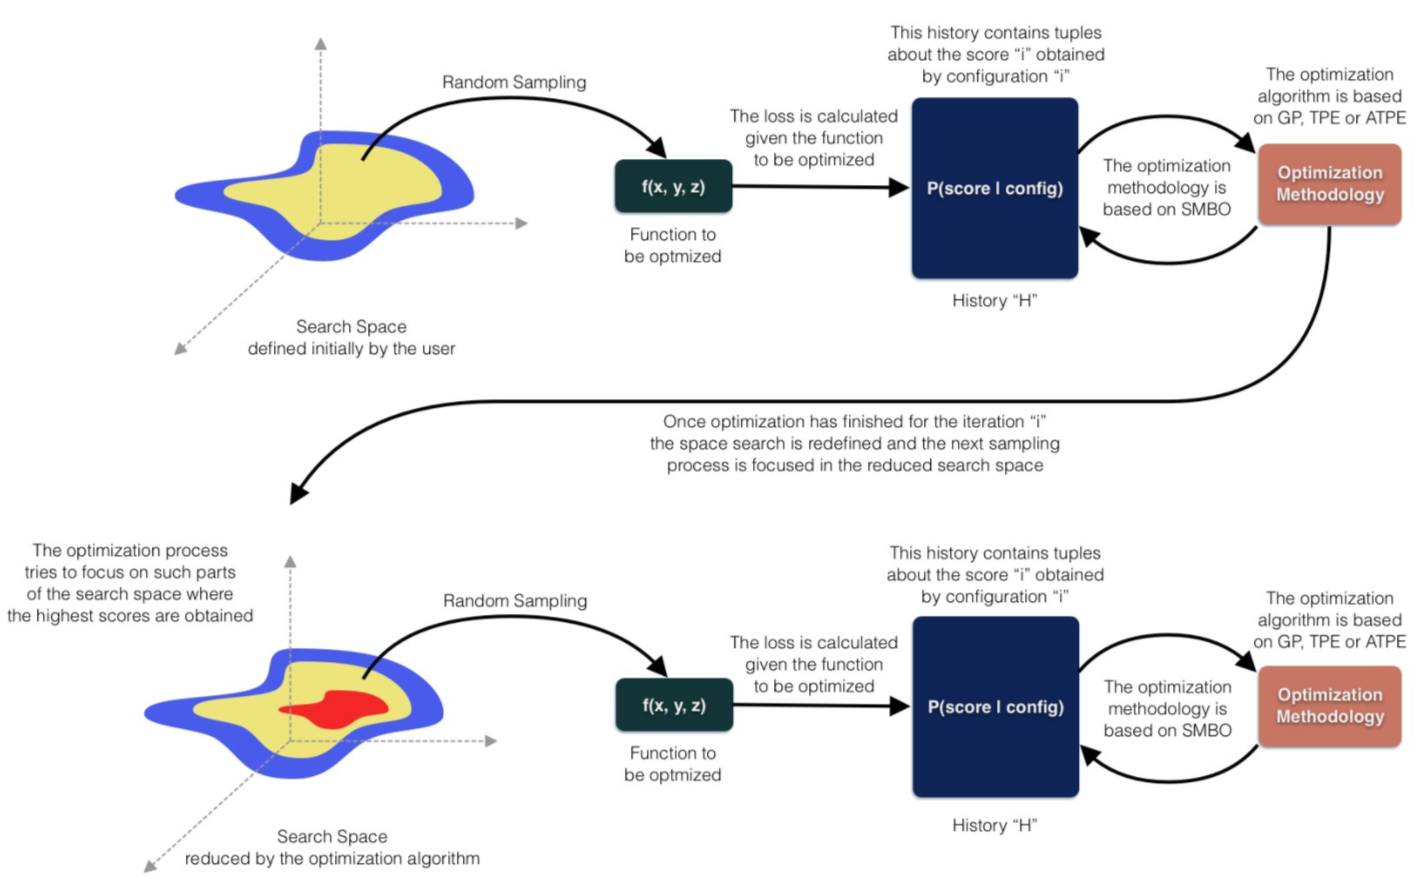 This history contains tuples
about the score “i” obtained
by configuration “i”
Random Sampling
The optimization
algorithm is based
on GP, TPE or ATPE
The loss is calculated
given the function
to be optimized
f(x, y, z)
P(score I config)
The optimization
methodology is
based on SMBO
Optimization
Methodology
Function to
be optmized
History “H”
Search Space
defined initially by the user
Once optimization has finished for the iteration “i”
the space search is redefined and the next sampling
process is focused in the reduced search space
The optimization process
tries to focus on such parts
of the search space where
the highest scores are obtained
This history contains tuples
about the score “i” obtained
by configuration “i”
Random Sampling
The optimization
algorithm is based
on GP, TPE or ATPE
The loss is calculated
given the function
to be optimized
f(x, y, z)
P(score I config)
The optimization
methodology is
based on SMBO
Optimization
Methodology
Function to
be optmized
History “H”
Search Space
reduced by the optimization algorithm